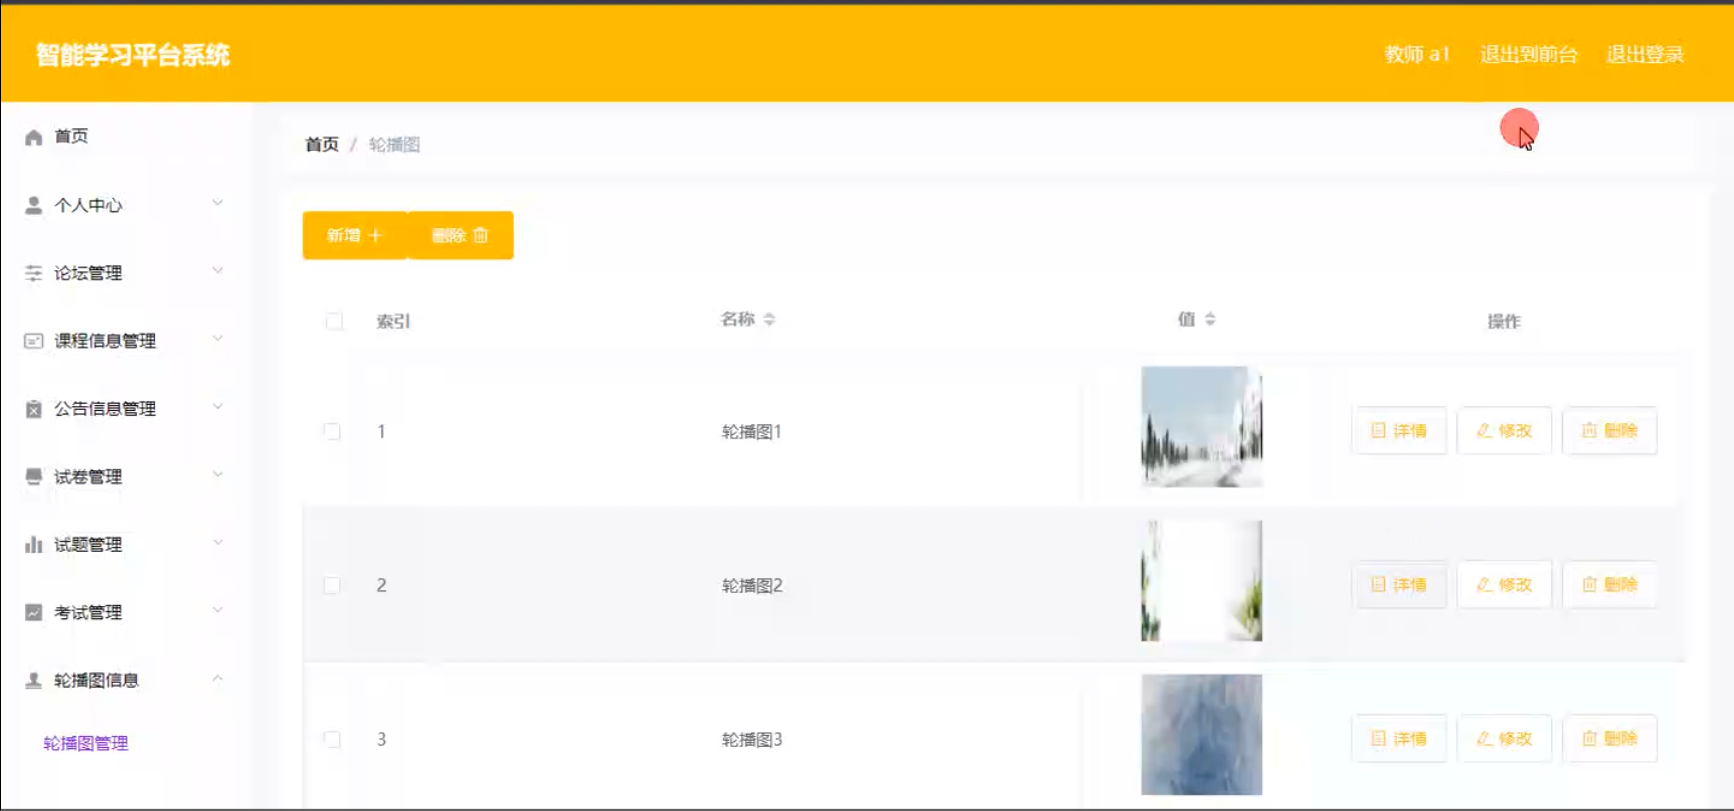 智能学习平台系统
教师 a1 退出到前台 退出登录
首页
个人中心
论坛管理
课程信息管理
公告信息管理
试卷管理
试题管理
考试管理
轮播图信息
轮播图管理
首页 / 轮播图
新增 删除
索引 名称 值 操作
1 轮播图1 详情 修改 删除
2 轮播图2 详情 修改 删除
3 轮播图3 详情 修改 删除